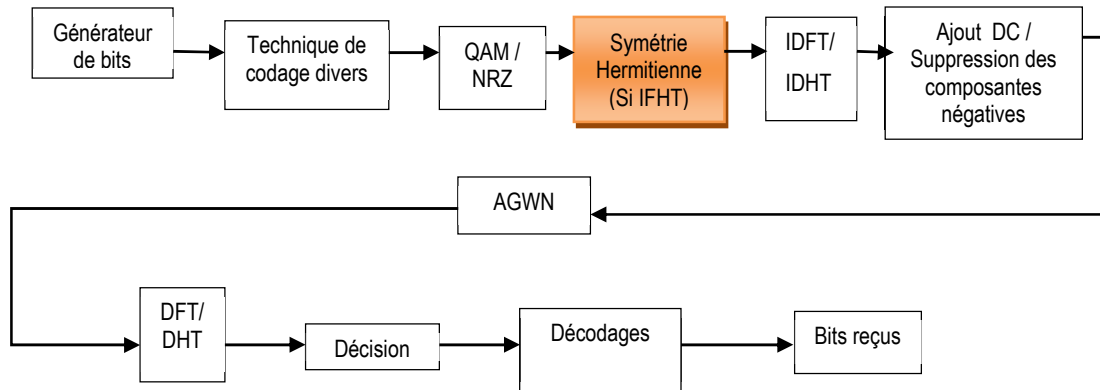 Générateur
de bits
Technique de
codage divers
QAM /
NRZ
Symétrie
Hermitienne
(Si IFHT)
IDFT/
IDHT
Ajout DC /
Suppression des
composantes
négatives
AGWN
DFT/
DHT
Décision
Décodages
Bits reçus